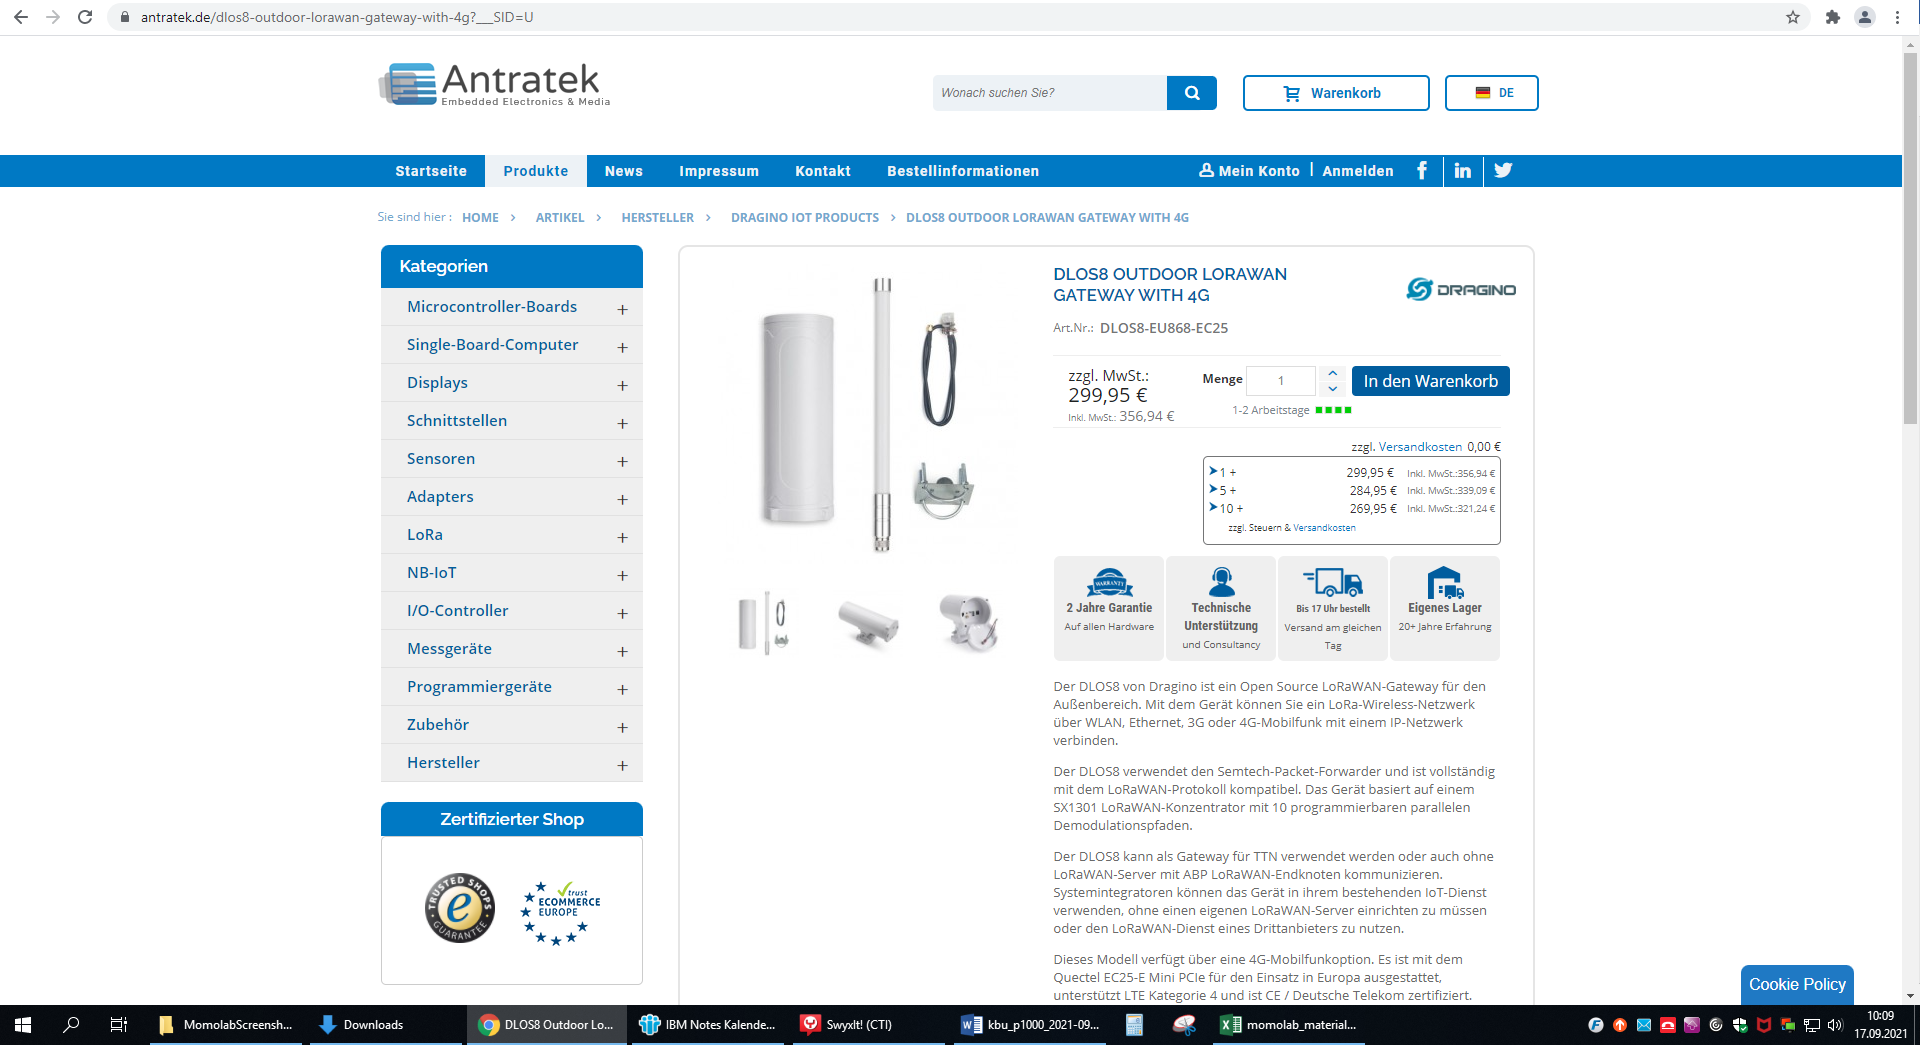 antratek.de/dlos8-outdoor-lorawan-gateway-with-4g?___SID=U
Antratek
Embedded Electronics & Media
Wonach suchen Sie?
Warenkorb
DE
Startseite
Produkte
News
Impressum
Kontakt
Bestellinformationen
Mein Konto
Anmelden
Sie sind hier : HOME > ARTIKEL > HERSTELLER > DRAGINO IOT PRODUCTS > DLOS8 OUTDOOR LORAWAN GATEWAY WITH 4G
Kategorien
Microcontroller-Boards +
Single-Board-Computer +
Displays +
Schnittstellen +
Sensoren +
Adapters +
LoRa +
NB-IoT +
I/O-Controller +
Messgeräte +
Programmiergeräte +
Zubehör +
Hersteller +
Zertifizierter Shop
TRUSTED SHOPS
GUARANTEE
trust
ECOMMERCE
EUROPE
DLOS8 OUTDOOR LORAWAN
GATEWAY WITH 4G
DRAGINO
Art.Nr.: DLOS8-EU868-EC25
zzgl. MwSt.:
299,95 €
Inkl. MwSt.: 356,94 €
Menge
1
In den Warenkorb
1-2 Arbeitstage
zzgl. Versandkosten 0,00 €
1 + 299,95 € Inkl. MwSt.:356,94 €
5 + 284,95 € Inkl. MwSt.:339,09 €
10 + 269,95 € Inkl. MwSt.:321,24 €
zzgl. Steuern & Versandkosten
WARRANTY
2 Jahre Garantie
Auf allen Hardware
Technische
Unterstützung
und Consultancy
Bis 17 Uhr bestellt
Versand am gleichen
Tag
Eigenes Lager
20+ Jahre Erfahrung
Der DLOS8 von Dragino ist ein Open Source LoRaWAN-Gateway für den
Außenbereich. Mit dem Gerät können Sie ein LoRa-Wireless-Netzwerk
über WLAN, Ethernet, 3G oder 4G-Mobilfunk mit einem IP-Netzwerk
verbinden.
Der DLOS8 verwendet den Semtech-Packet-Forwarder und ist vollständig
mit dem LoRaWAN-Protokoll kompatibel. Das Gerät basiert auf einem
SX1301 LoRaWAN-Konzentrator mit 10 programmierbaren parallelen
Demodulationspfaden.
Der DLOS8 kann als Gateway für TTN verwendet werden oder auch ohne
LoRaWAN-Server mit ABP LoRaWAN-Endknoten kommunizieren.
Systemintegratoren können das Gerät in ihrem bestehenden IoT-Dienst
verwenden, ohne einen eigenen LoRaWAN-Server einrichten zu müssen
oder den LoRaWAN-Dienst eines Drittanbieters zu nutzen.
Dieses Modell verfügt über eine 4G-Mobilfunkoption. Es ist mit dem
Quectel EC25-E Mini PCIe für den Einsatz in Europa ausgestattet,
unterstützt LTE Kategorie 4 und ist CE / Deutsche Telekom zertifiziert.
Cookie Policy
MomolabScreensh...
Downloads
DLOS8 Outdoor Lo...
IBM Notes Kalende...
SwyxIt! (CTI)
kbu_p1000_2021-09...
momolab_material...
10:09
17.09.2021